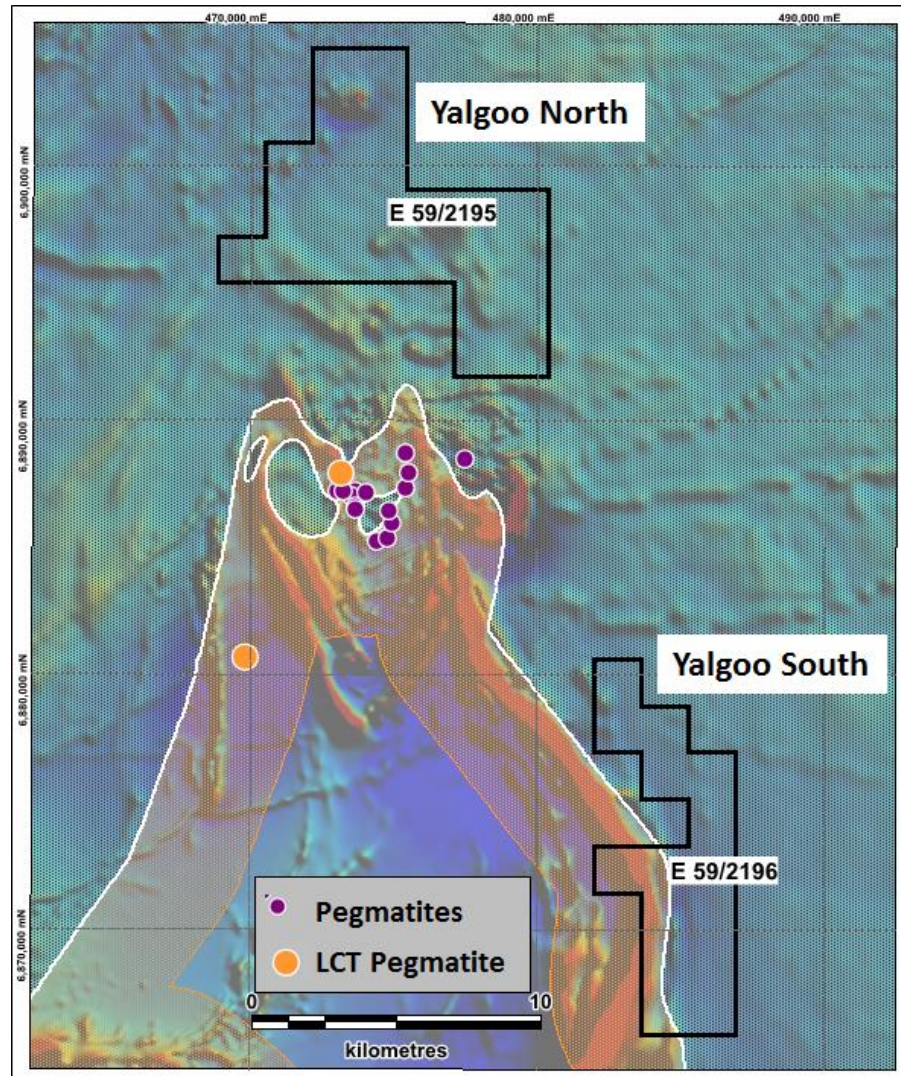 470,000 mE
480,000 mE
490,000 mE
Yalgoo North
6,900,000 mN
E 59/2195
6,890,000 mN
Yalgoo South
6,880,000 mN
E 59/2196
Pegmatites
LCT Pegmatite
6,870,000 mN
0
10
kilometres